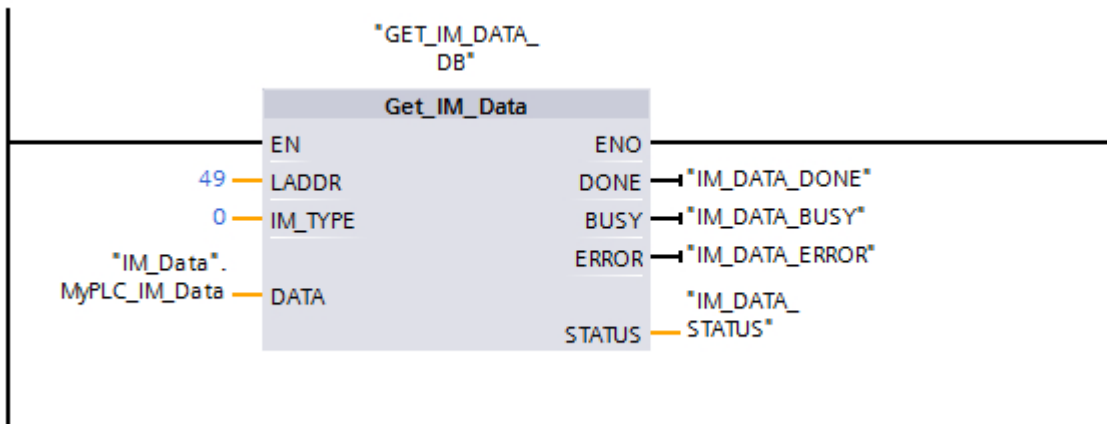 "GET_IM_DATA_
DB"
Get_IM_Data
EN ENO
49 LADDR DONE "IM_DATA_DONE"
0 IM_TYPE BUSY "IM_DATA_BUSY"
ERROR "IM_DATA_ERROR"
"IM_Data".
MyPLC_IM_Data DATA
"IM_DATA_
STATUS STATUS"